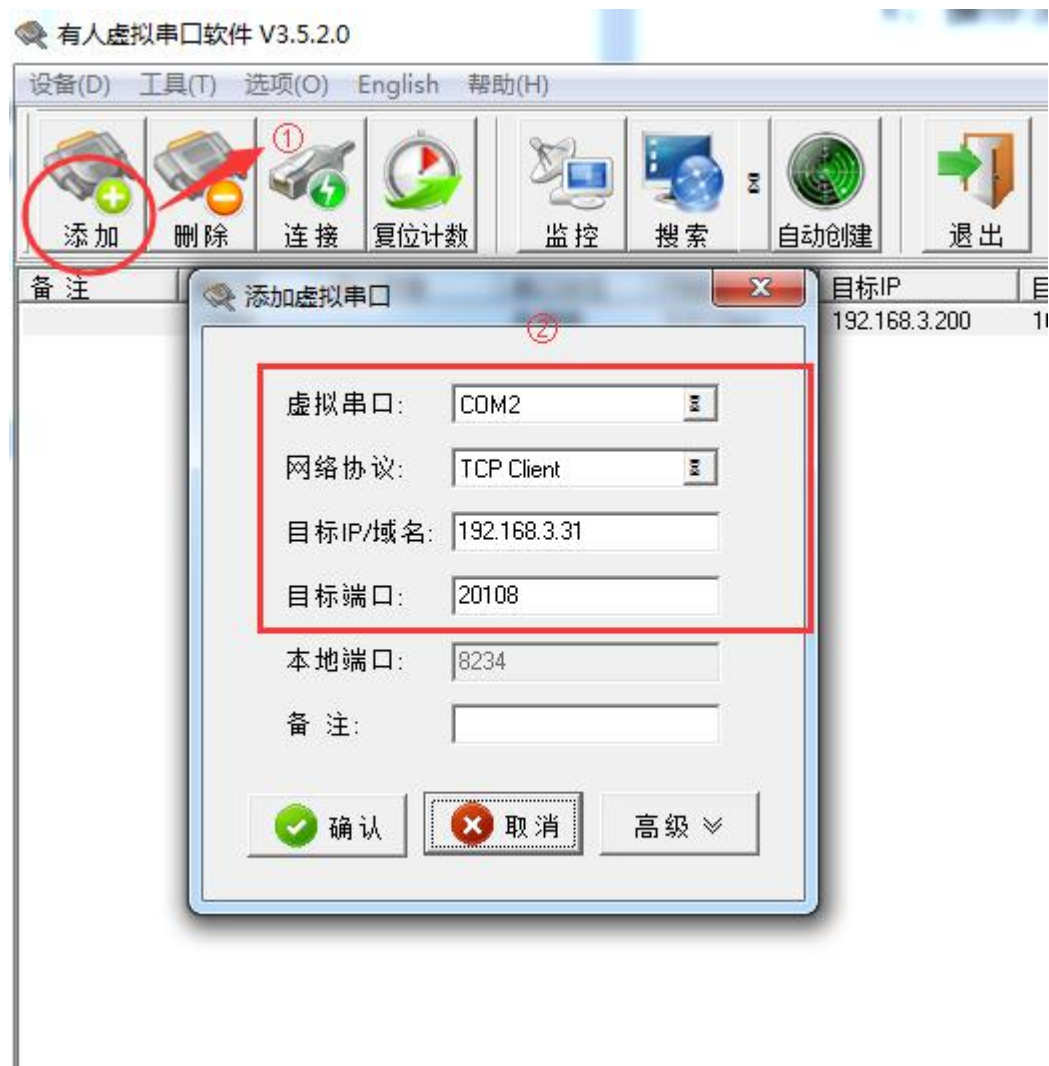 有人虚拟串口软件 V3.5.2.0
设备(D) 工具(T) 选项(O) English 帮助(H)
①
添加 删除 连接 复位计数 监控 搜索 自动创建 退出
备 注 目标IP
192.168.3.200
添加虚拟串口
②
虚拟串口: COM2
网络协议: TCP Client
目标IP/域名: 192.168.3.31
目标端口: 20108
本地端口: 8234
备 注:
确认 取消 高级